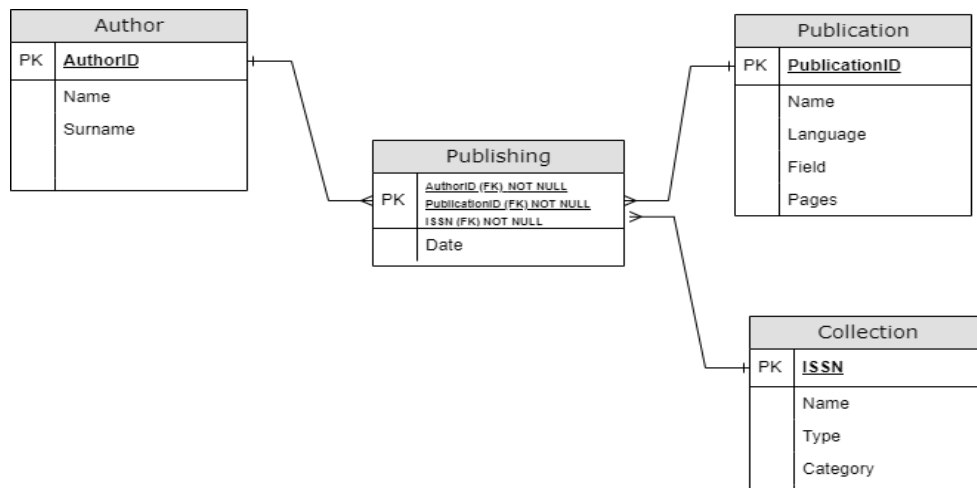 Author
PK AuthorID
Name
Surname
Publishing
PK
AuthorID (FK) NOT NULL
PublicationID (FK) NOT NULL
ISSN (FK) NOT NULL
Date
Publication
PK PublicationID
Name
Language
Field
Pages
Collection
PK ISSN
Name
Type
Category